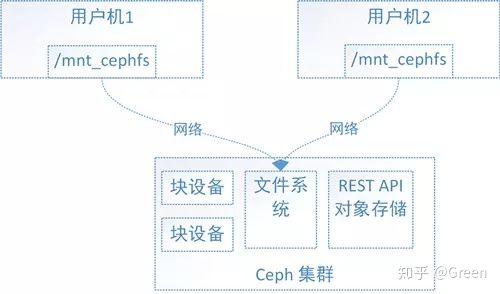 用户机1
用户机2
/mnt_cephfs
/mnt_cephfs
网络
网络
块设备
块设备
文件系
统
REST API
对象存储
Ceph 集群
知乎 @Green